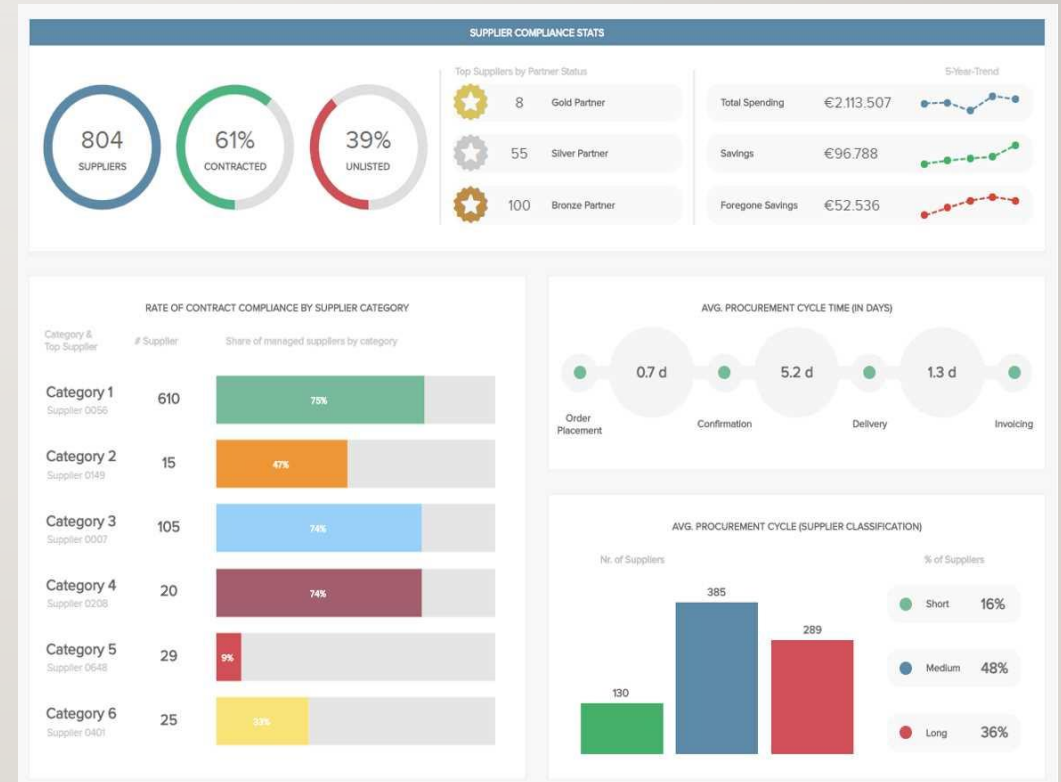 SUPPLIER COMPLIANCE STATS
804
SUPPLIERS
61%
CONTRACTED
39%
UNLISTED
Top Suppliers by Partner Status
8 Gold Partner
55 Silver Partner
100 Bronze Partner
5-Year-Trend
Total Spending €2.113.507
Savings €96.788
Foregone Savings €52.536
RATE OF CONTRACT COMPLIANCE BY SUPPLIER CATEGORY
Category &
Top Supplier
# Supplier
Share of managed suppliers by category
Category 1
Supplier 0056
610
75%
Category 2
Supplier 0149
15
47%
Category 3
Supplier 0007
105
74%
Category 4
Supplier 0208
20
74%
Category 5
Supplier 0648
29
9%
Category 6
Supplier 0401
25
33%
AVG. PROCUREMENT CYCLE TIME (IN DAYS)
0.7 d
5.2 d
1.3 d
Order
Placement
Confirmation
Delivery
Invoicing
AVG. PROCUREMENT CYCLE (SUPPLIER CLASSIFICATION)
Nr. of Suppliers
130
385
289
% of Suppliers
Short 16%
Medium 48%
Long 36%